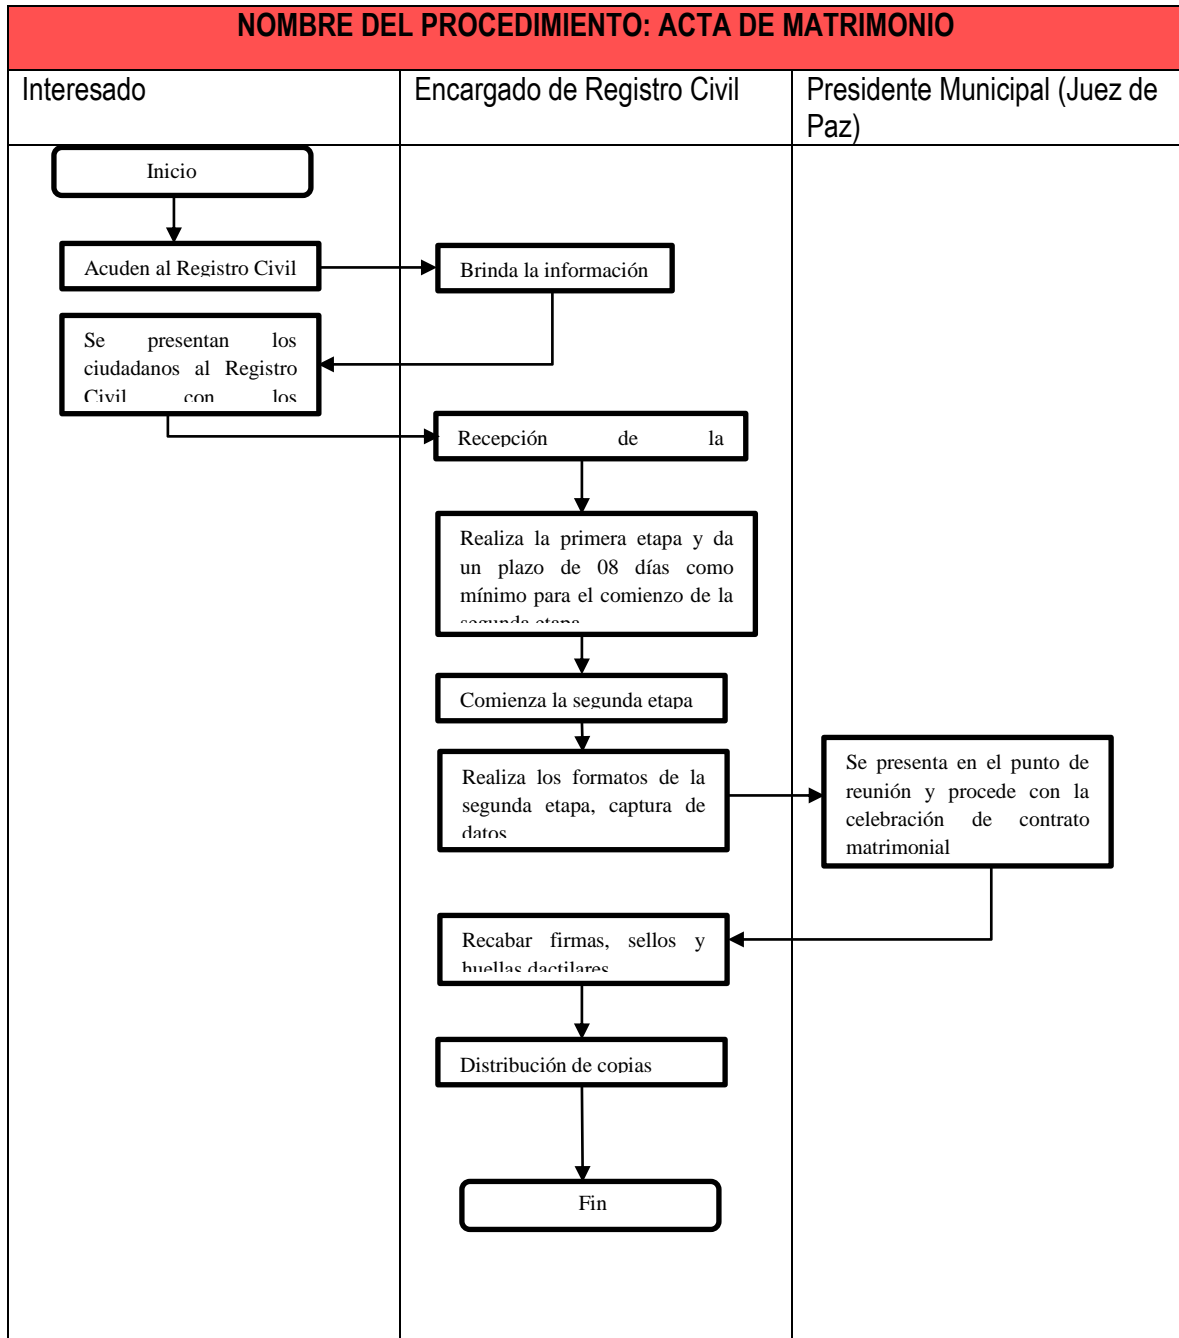 NOMBRE DEL PROCEDIMIENTO: ACTA DE MATRIMONIO
Interesado
Encargado de Registro Civil
Presidente Municipal (Juez de
Paz)
Inicio
Acuden al Registro Civil
Brinda la información
Se presentan los
ciudadanos al Registro
Civil con los
Recepción de la
Realiza la primera etapa y da
un plazo de 08 días como
mínimo para el comienzo de la
segunda etapa
Comienza la segunda etapa
Realiza los formatos de la
segunda etapa, captura de
datos
Se presenta en el punto de
reunión y procede con la
celebración de contrato
matrimonial
Recabar firmas, sellos y
huellas dactilares
Distribución de copias
Fin